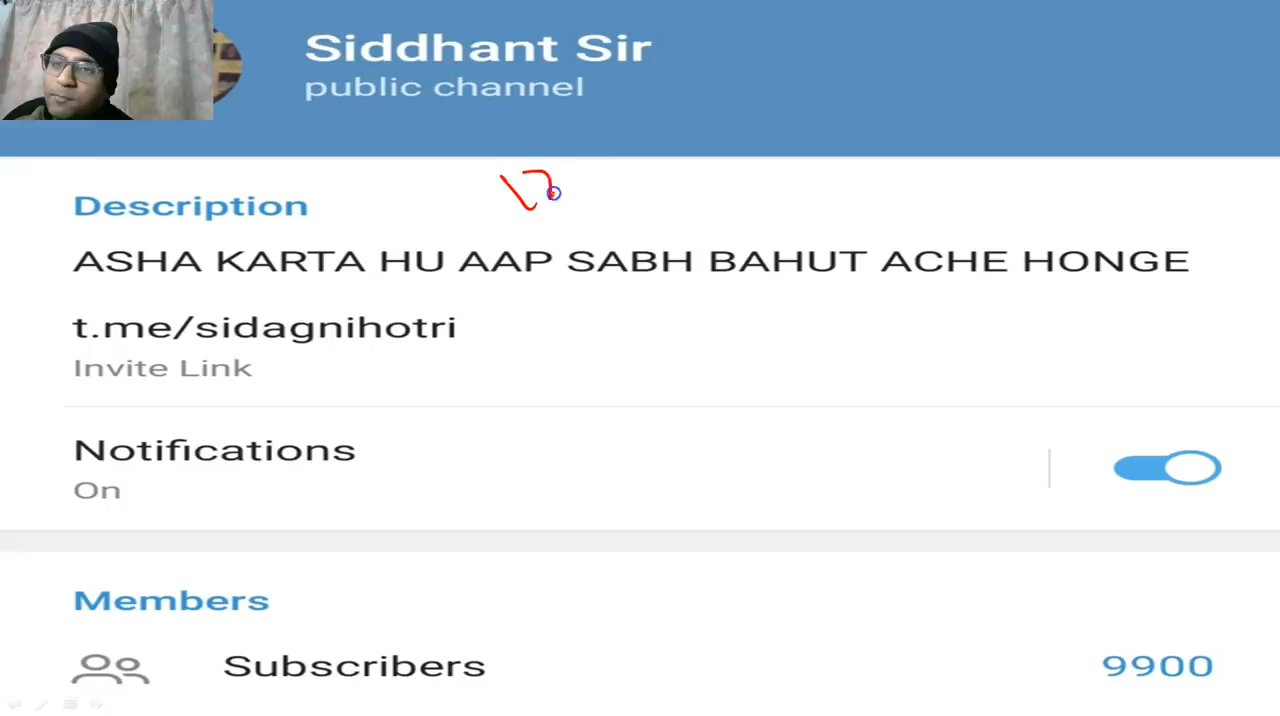 Siddhant Sir
public channel
Description
ASHA KARTA HU AAP SABH BAHUT ACHE HONGE
t.me/sidagnihotri
Invite Link
Notifications
On
Members
Subscribers 9900